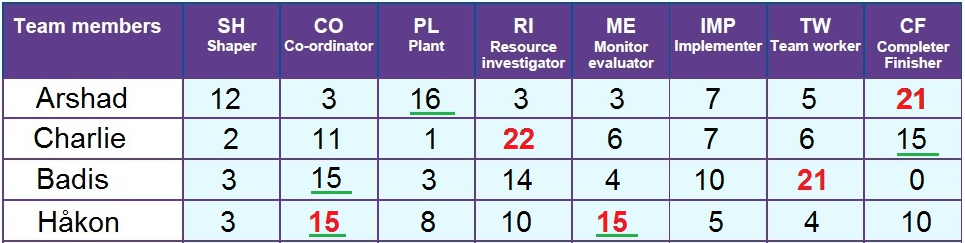 Team members SH CO PL RI ME IMP TW CF
Shaper Co-ordinator Plant Resource investigator Monitor evaluator Implementer Team worker Completer Finisher
Arshad 12 3 16 3 3 7 5 21
Charlie 2 11 1 22 6 7 6 15
Badis 3 15 3 14 4 10 21 0
Håkon 3 15 8 10 15 5 4 10